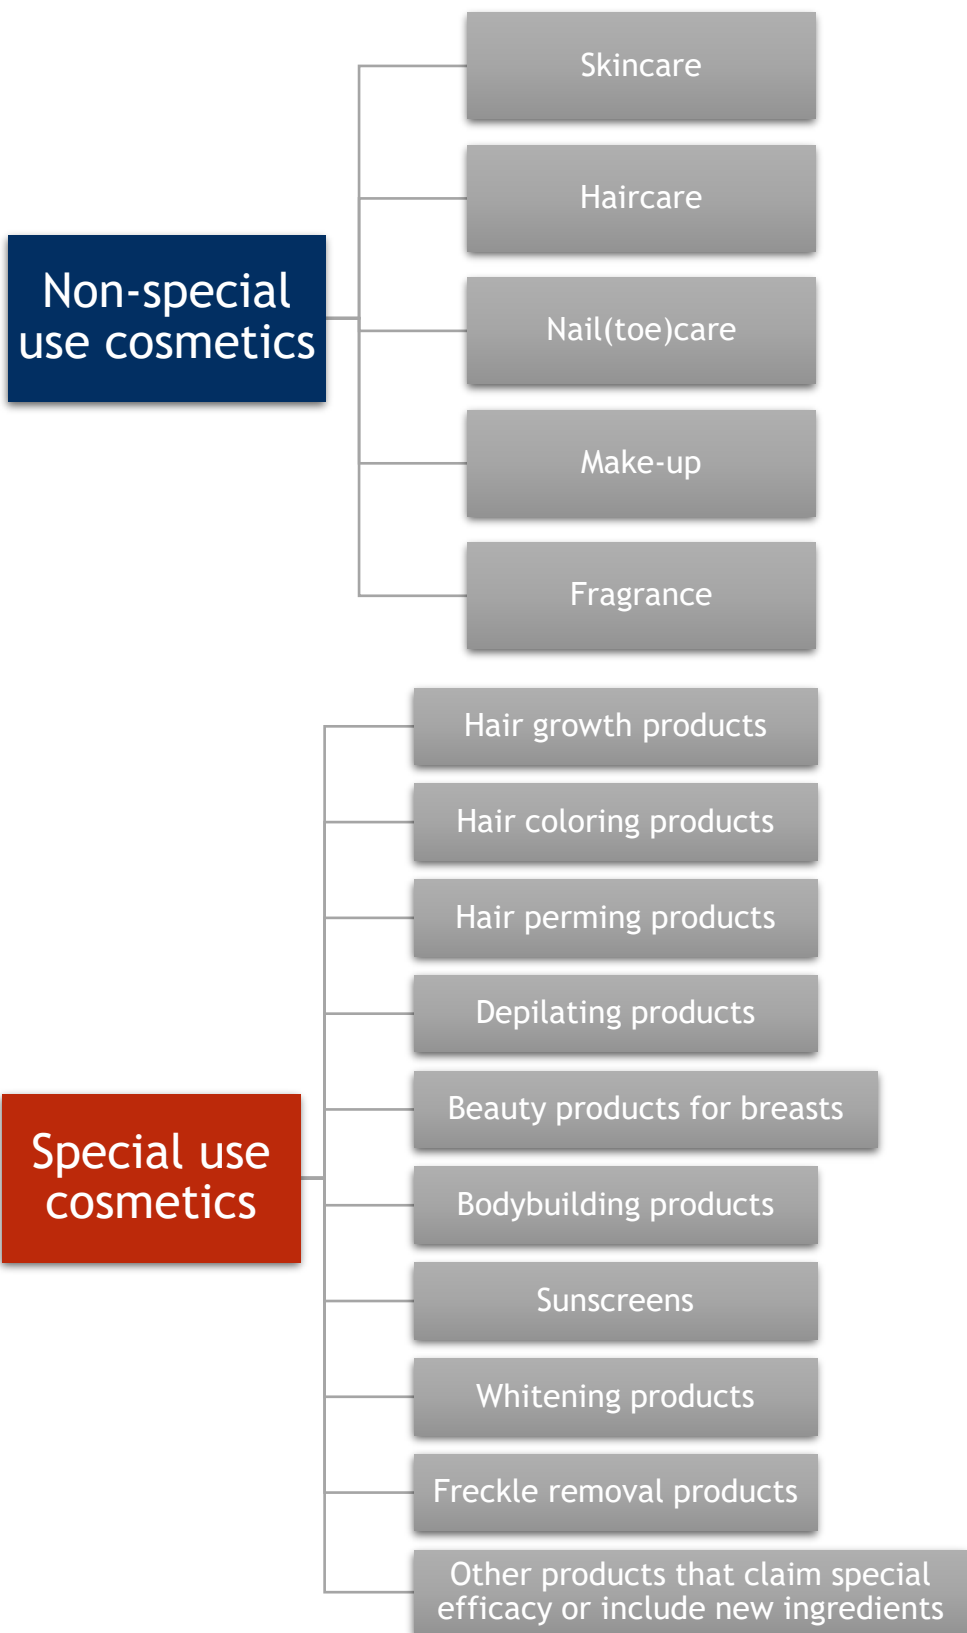 Non-special
use cosmetics
Skincare
Haircare
Nail(toe)care
Make-up
Fragrance
Special use
cosmetics
Hair growth products
Hair coloring products
Hair perming products
Depilating products
Beauty products for breasts
Bodybuilding products
Sunscreens
Whitening products
Freckle removal products
Other products that claim special
efficacy or include new ingredients